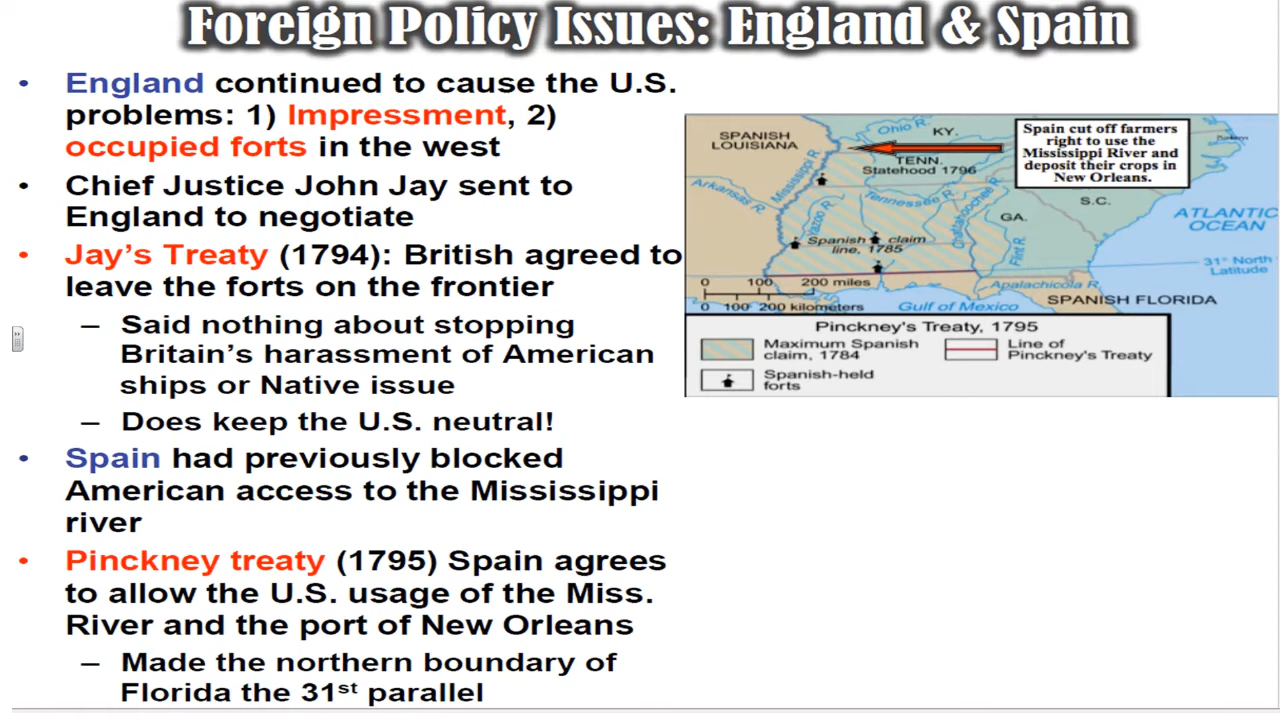 Foreign Policy Issues: England & Spain
• England continued to cause the U.S.
problems: 1) Impressment, 2)
occupied forts in the west
• Chief Justice John Jay sent to
England to negotiate
• Jay's Treaty (1794): British agreed to
leave the forts on the frontier
– Said nothing about stopping
Britain's harassment of American
ships or Native issue
– Does keep the U.S. neutral!
• Spain had previously blocked
American access to the Mississippi
river
• Pinckney treaty (1795) Spain agrees
to allow the U.S. usage of the Miss.
River and the port of New Orleans
– Made the northern boundary of
Florida the 31st parallel
SPANISH
LOUISIANA
Ohio R.
KY.
Spain cut off farmers
right to use the
Mississippi River and
deposit their crops in
New Orleans.
TENN.
Statehood 1796
Mississippi R.
Arkansas R.
Tennessee R.
Yazoo R.
Chattahoochee R.
S.C.
GA.
Flint R.
ATLANTIC
OCEAN
Spanish claim
line, 1785
31° North
Latitude
0 100 200 miles
0 100 200 kilometers
Apalachicola R.
Gulf of Mexico
SPANISH FLORIDA
Pinckney's Treaty, 1795
Maximum Spanish
claim, 1784
Line of
Pinckney's Treaty
Spanish-held
forts